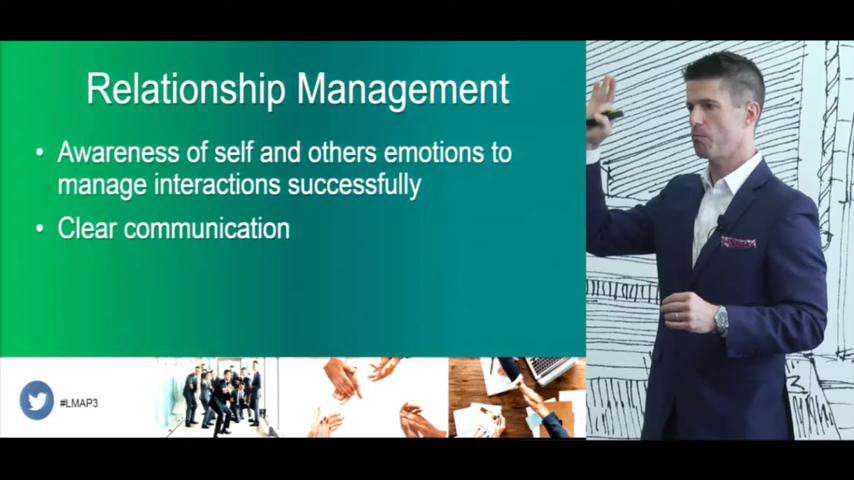 Relationship Management
• Awareness of self and others emotions to
manage interactions successfully
• Clear communication
#LMAP3